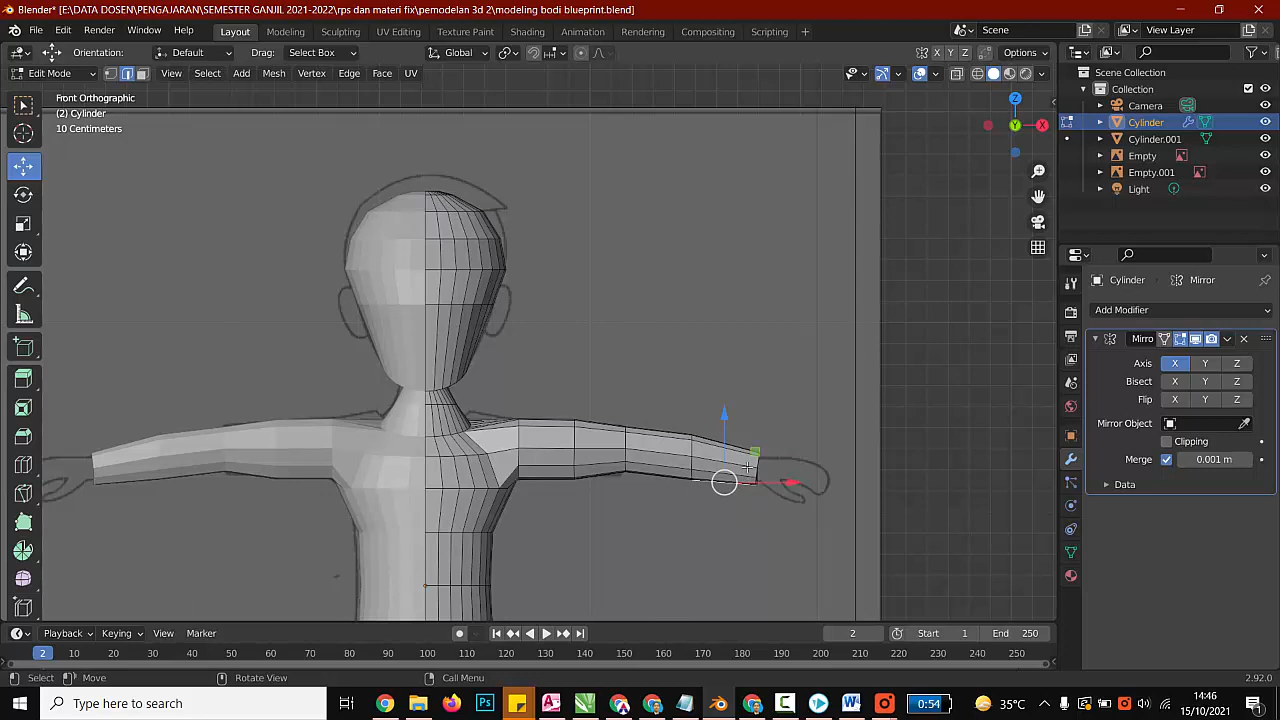 Blender* [E:\DATA DOSEN\PENGAJARAN\SEMESTER GANJIL 2021-2022\rps dan materi fix\pemodelan 3d 2\modeling bodi blueprint.blend]
File Edit Render Window Help Layout Modeling Sculpting UV Editing Texture Paint Shading Animation Rendering Compositing Scripting + Scene View Layer
Orientation: Default Drag: Select Box Global X Y Z Options
Edit Mode View Select Add Mesh Vertex Edge Face UV
Scene Collection
Collection
Camera
Cylinder
Cylinder.001
Empty
Empty.001
Light
Front Orthographic
(2) Cylinder
10 Centimeters
Z
Y
X
Cylinder Mirror
Add Modifier
Mirro
Axis X Y Z
Bisect X Y Z
Flip X Y Z
Mirror Object
Clipping
Merge 0.001 m
Data
Playback Keying View Marker 2 Start 1 End 250
2 10 20 30 40 50 60 70 80 90 100 110 120 130 140 150 160 170 180 190 200 210 220 230 240 250
Select Move Rotate View Call Menu 2.92.0
Type here to search 0:54 35°C 14:46
15/10/2021